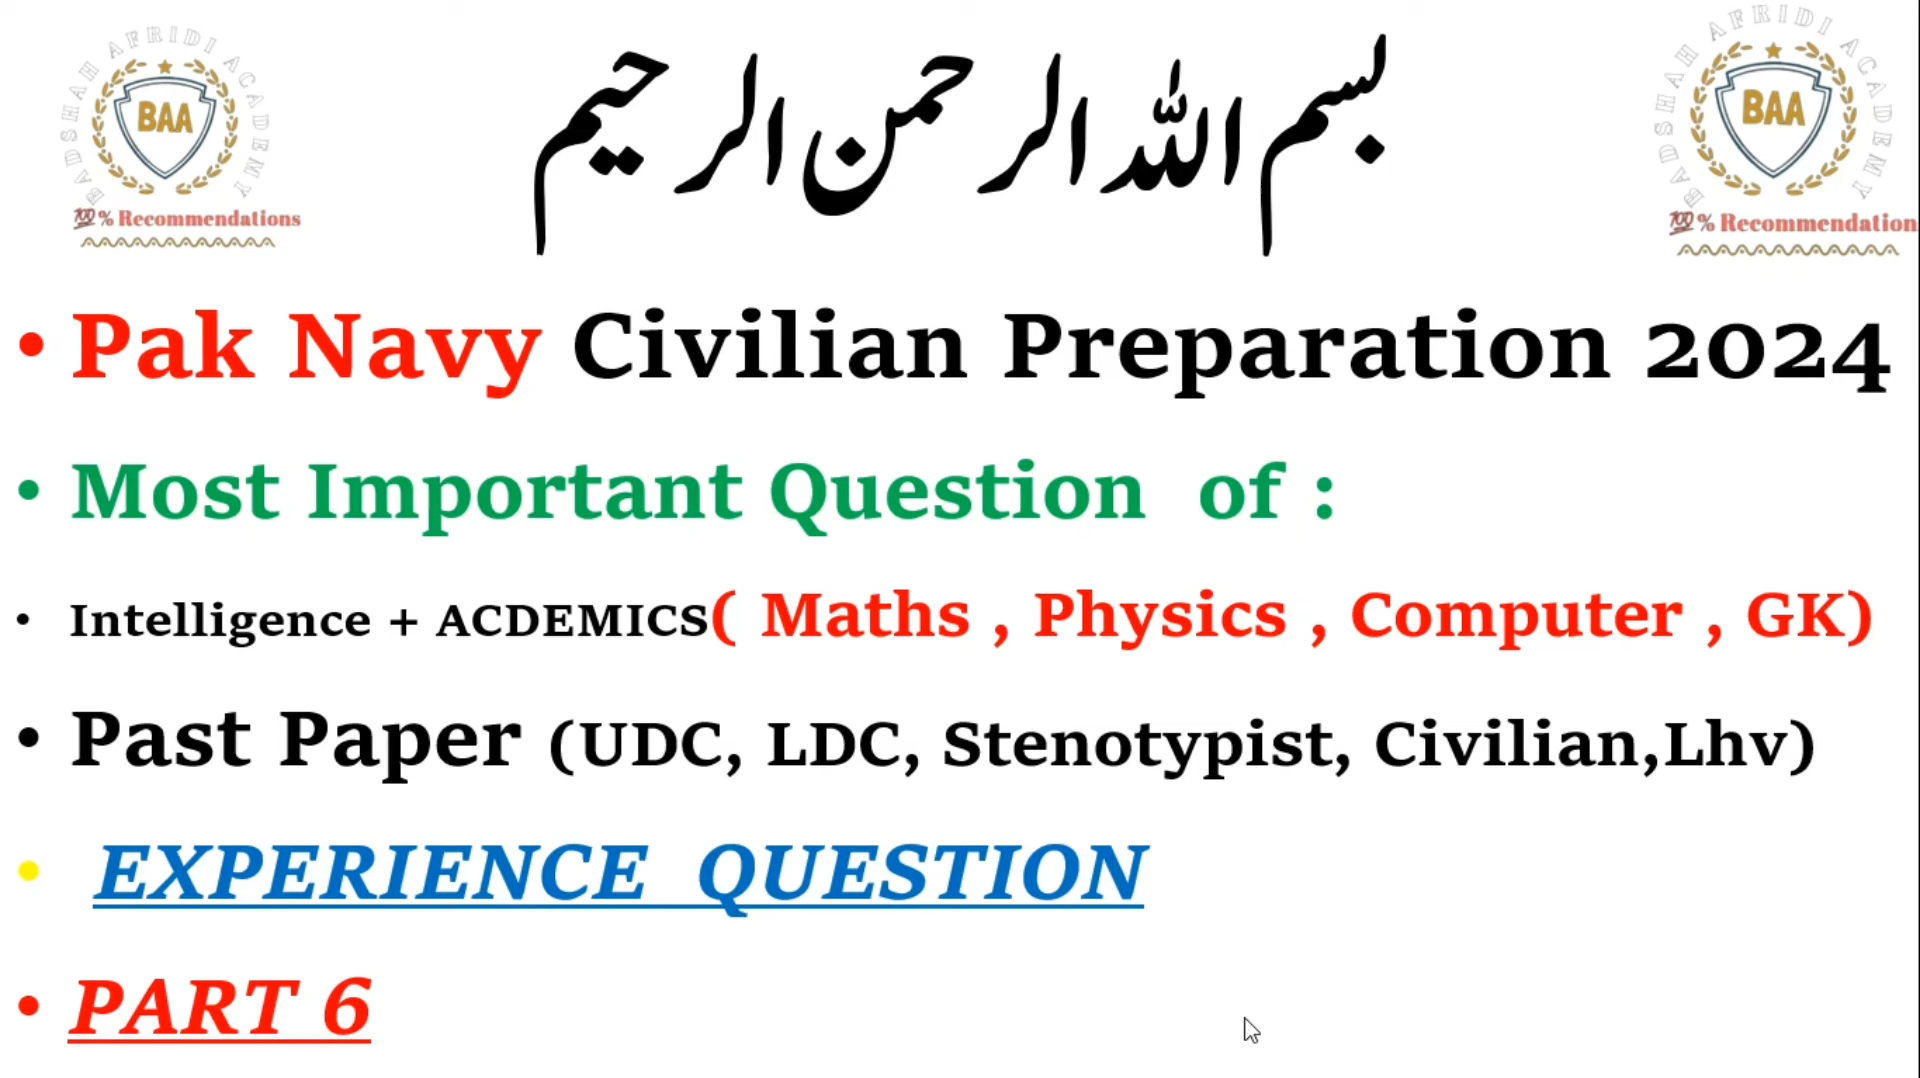 BADSHAH AFRIDI ACADEMY
BAA
💯% Recommendations
بسم اللہ الرحمن الرحیم
BADSHAH AFRIDI ACADEMY
BAA
💯% Recommendation
• Pak Navy Civilian Preparation 2024
• Most Important Question of :
• Intelligence + ACDEMICS( Maths , Physics , Computer , GK)
• Past Paper (UDC, LDC, Stenotypist, Civilian,Lhv)
• EXPERIENCE QUESTION
• PART 6